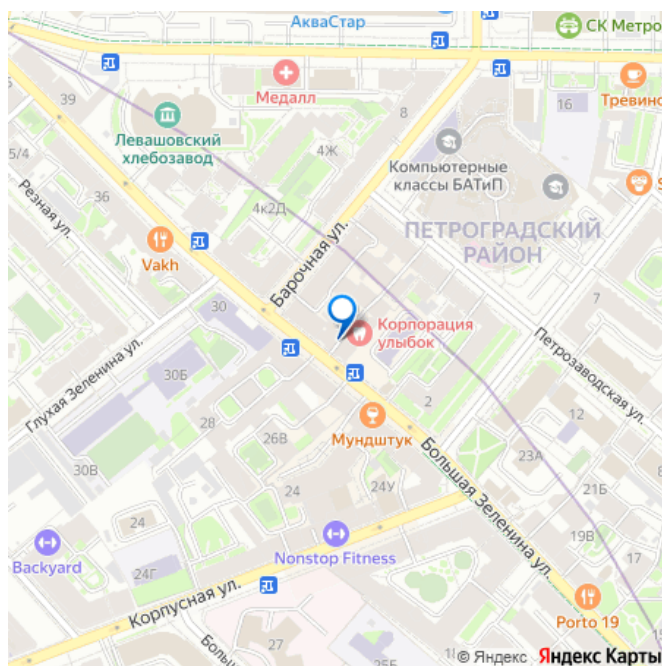 АкваСтар
СК Метро
Медалл
Тревино
39
8
16
Левашовский
хлебозавод
4Ж
Компьютерные
классы БАТиП
5/4
Резная ул.
36
4к2Д
ПЕТРОГРАДСКИЙ
РАЙОН
Vakh
Барочная ул.
30
7
Корпорация
улыбок
Петрозаводская ул.
Глухая Зеленина ул.
30Б
2
12
28
26В
Мундштук
Большая Зеленина ул.
23А
30В
24
24У
21Б
24
19В
17
Backyard
Nonstop Fitness
24Г
Корпусная ул.
Porto 19
27
25
Боль
© Яндекс Яндекс Карты